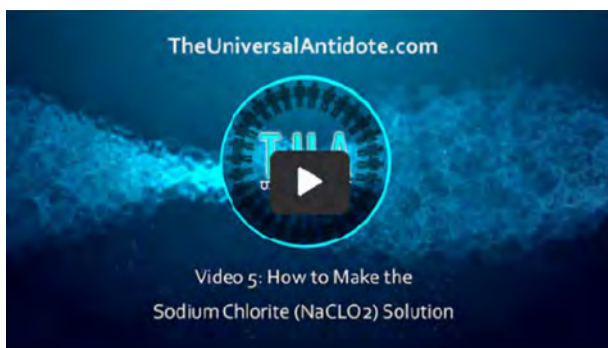 TheUniversalAntidote.com
Video 5: How to Make the
Sodium Chlorite (NaCLO2) Solution